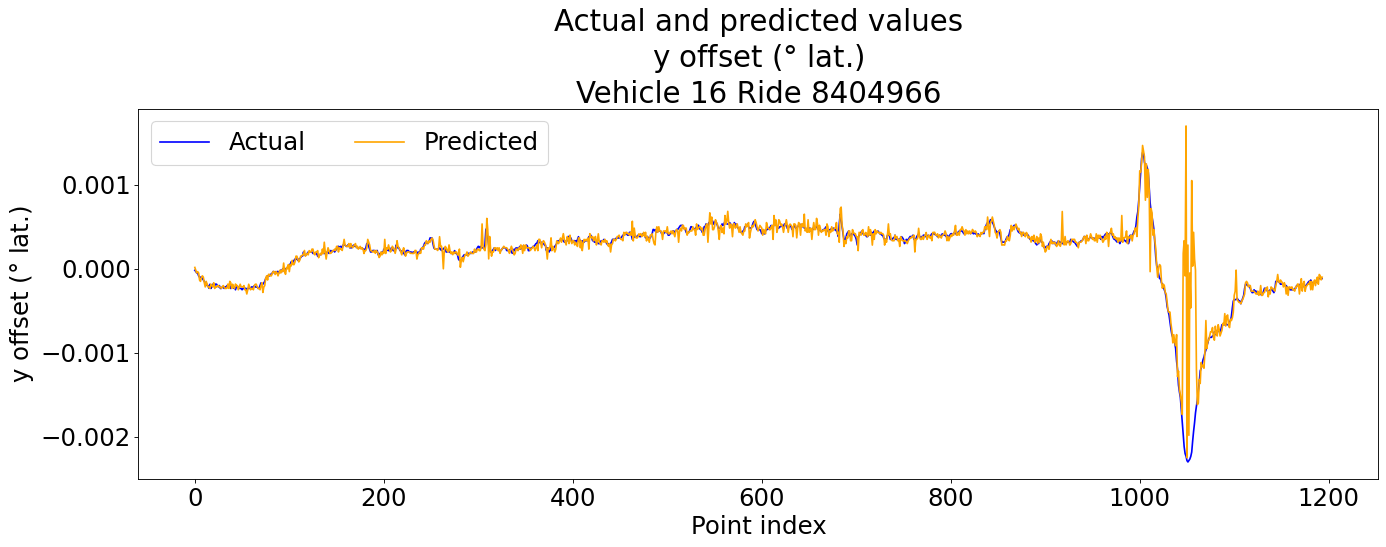 Actual and predicted values
y offset (° lat.)
Vehicle 16 Ride 8404966
Actual
Predicted
y offset (° lat.)
0.001
0.000
−0.001
−0.002
0
200
400
600
800
1000
1200
Point index